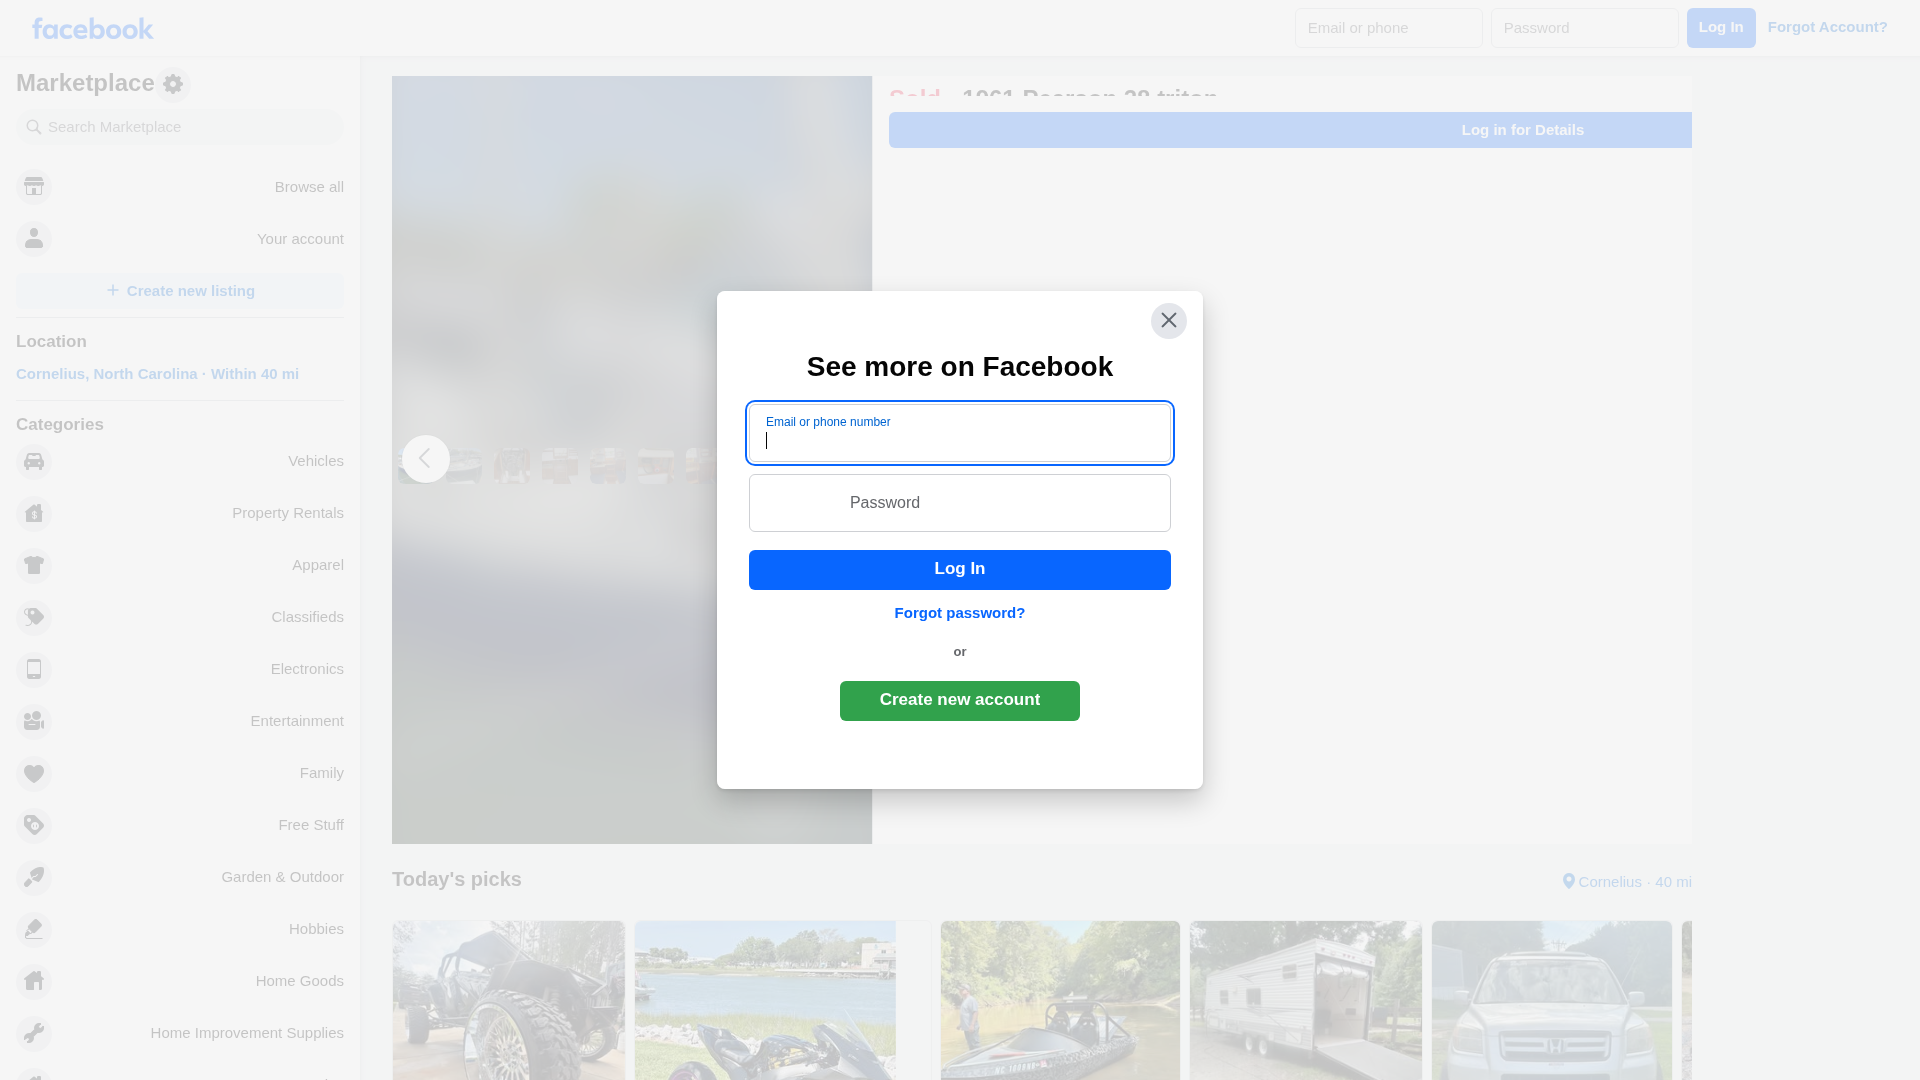 facebook
Email or phone
Password
Log In
Forgot Account?
Marketplace
Search Marketplace
Browse all
Your account
Create new listing
Location
Cornelius, North Carolina · Within 40 mi
Categories
Vehicles
Property Rentals
Apparel
Classifieds
Electronics
Entertainment
Family
Free Stuff
Garden & Outdoor
Hobbies
Home Goods
Home Improvement Supplies
Sold - 1961 Pearson 28 triton
Log in for Details
See more on Facebook
Email or phone number
Password
Log In
Forgot password?
or
Create new account
Today's picks
Cornelius · 40 mi